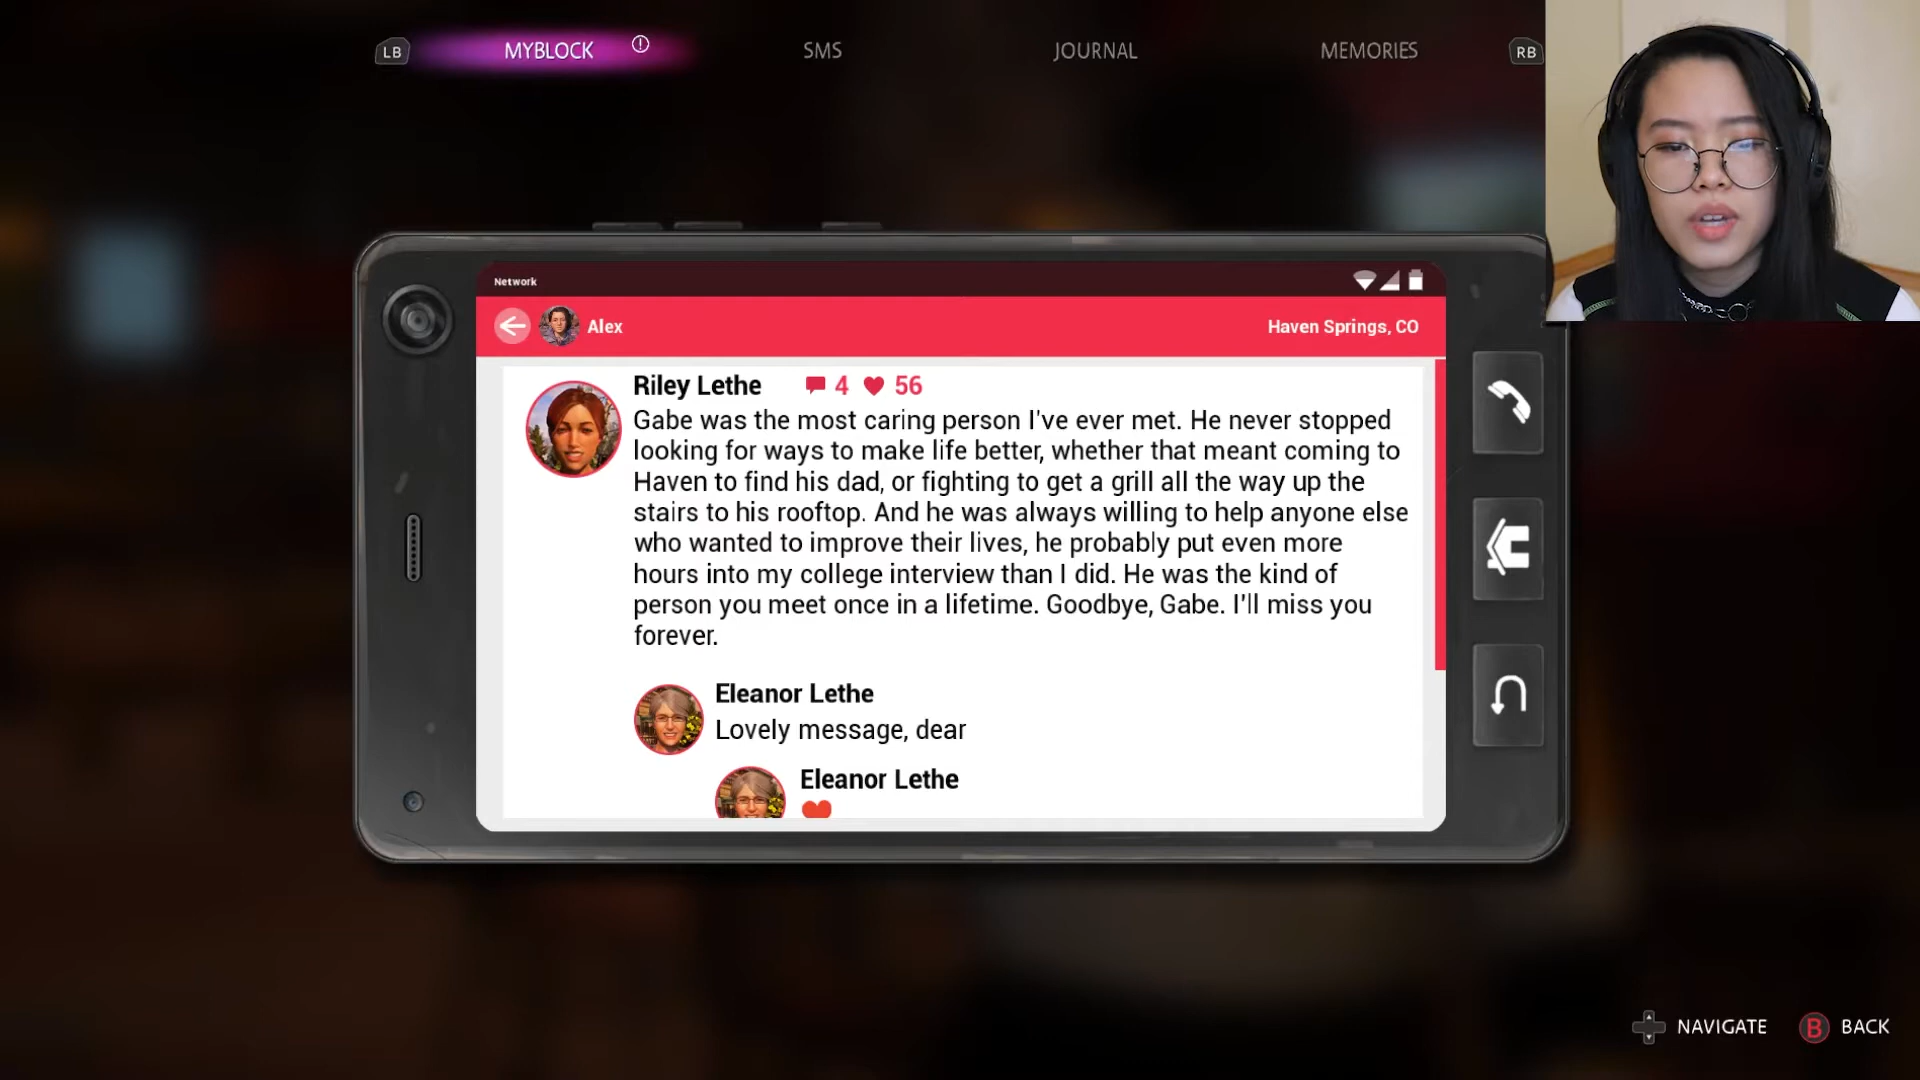 LB MYBLOCK SMS JOURNAL MEMORIES RB
Network
Alex Haven Springs, CO
Riley Lethe 4 56
Gabe was the most caring person I've ever met. He never stopped
looking for ways to make life better, whether that meant coming to
Haven to find his dad, or fighting to get a grill all the way up the
stairs to his rooftop. And he was always willing to help anyone else
who wanted to improve their lives, he probably put even more
hours into my college interview than I did. He was the kind of
person you meet once in a lifetime. Goodbye, Gabe. I'll miss you
forever.
Eleanor Lethe
Lovely message, dear
Eleanor Lethe
NAVIGATE B BACK